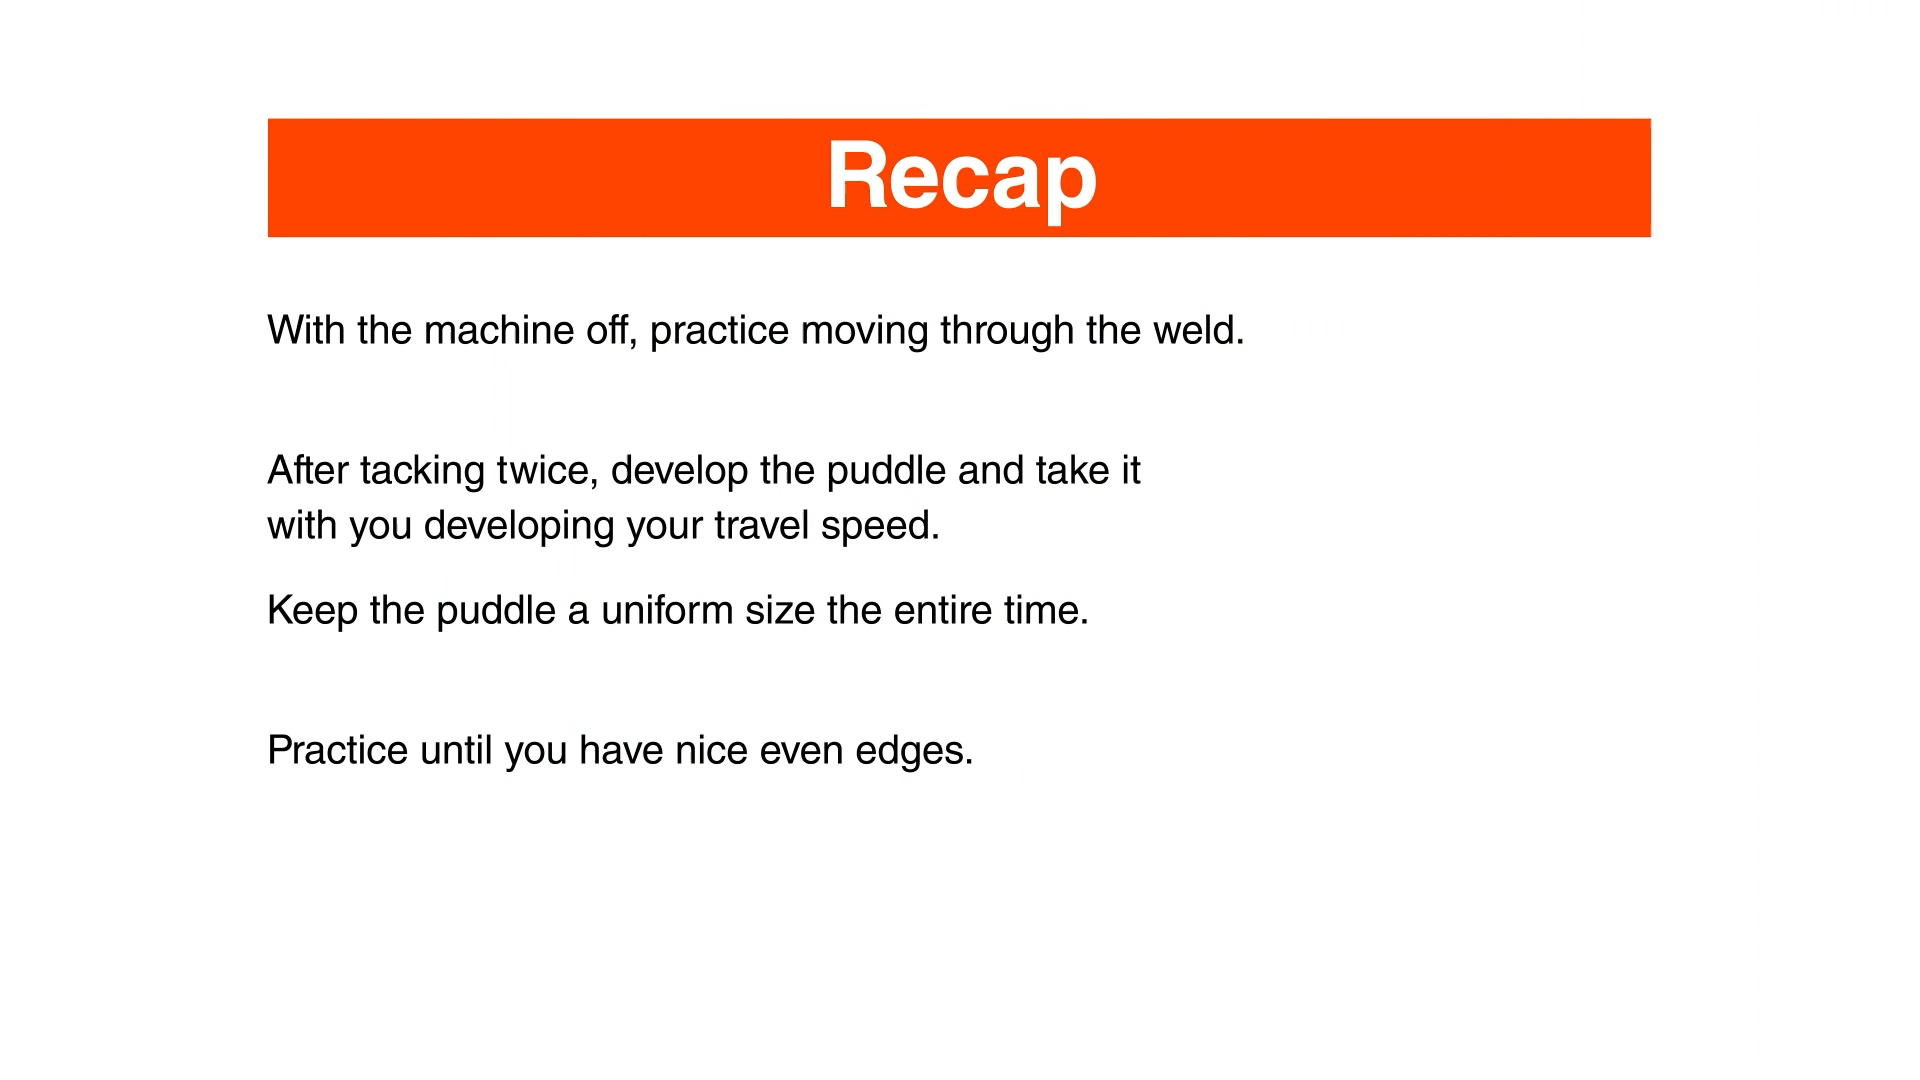 Recap
With the machine off, practice moving through the weld.
After tacking twice, develop the puddle and take it
with you developing your travel speed.
Keep the puddle a uniform size the entire time.
Practice until you have nice even edges.